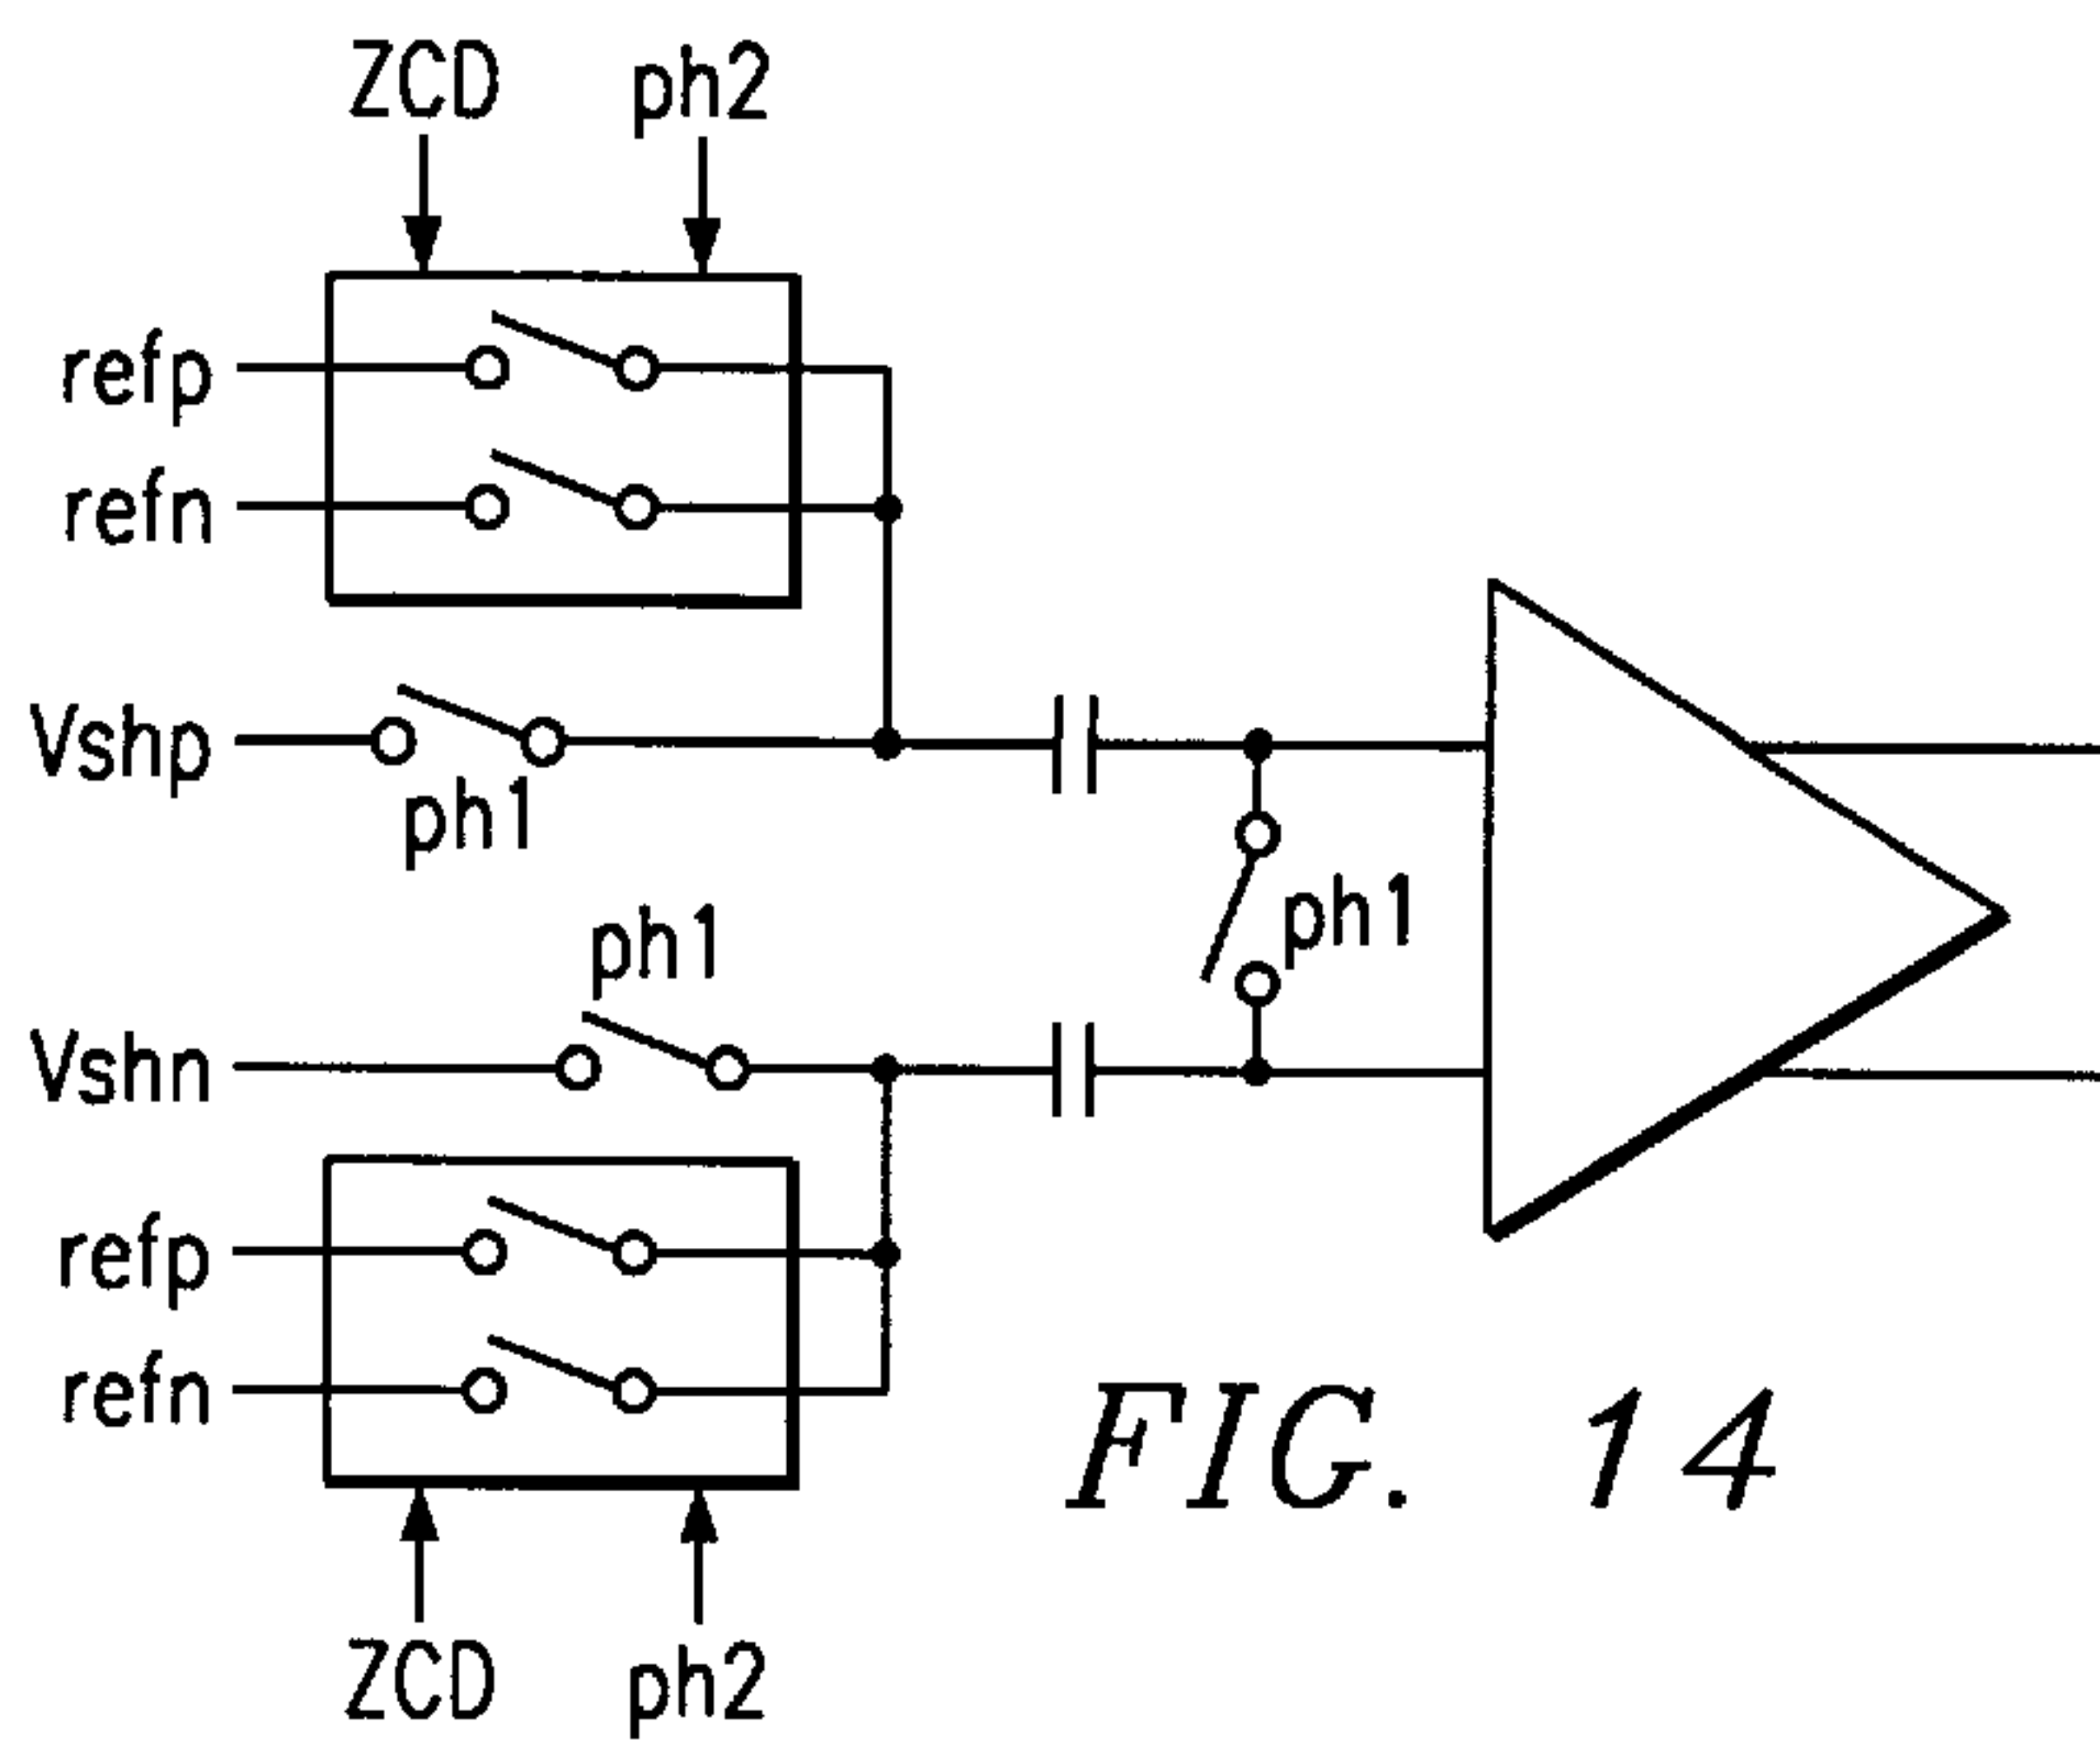 ZCD ph2
refp
refn
Vshp
ph1
ph1
ph1
Vshn
refp
refn
FIG. 14
ZCD ph2